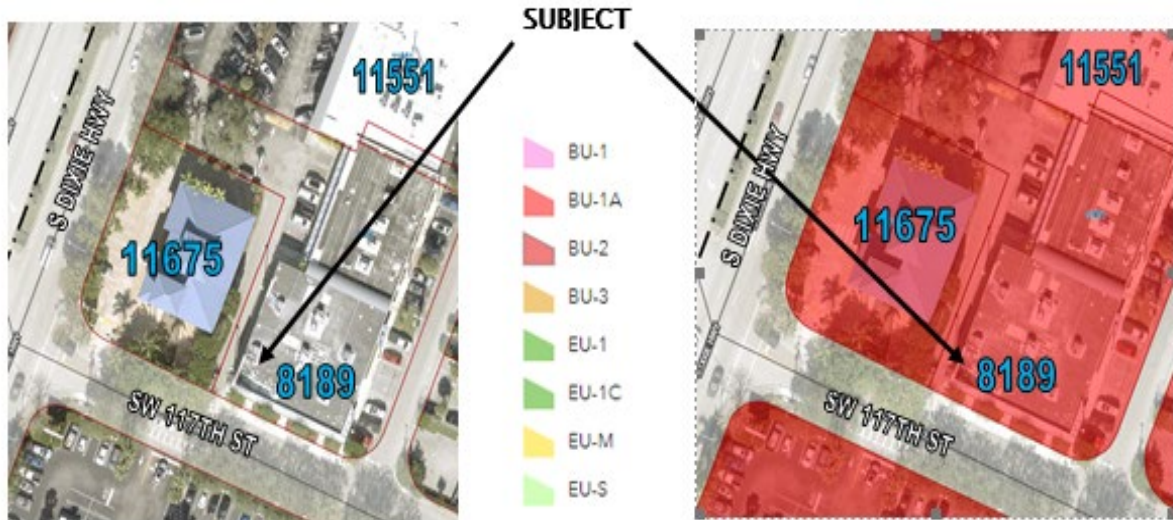 SUBJECT
11551
S DIXIE HWY
11675
8189
SW 117TH ST
BU-1
BU-1A
BU-2
BU-3
EU-1
EU-1C
EU-M
EU-S
11551
S DIXIE HWY
11675
8189
SW 117TH ST